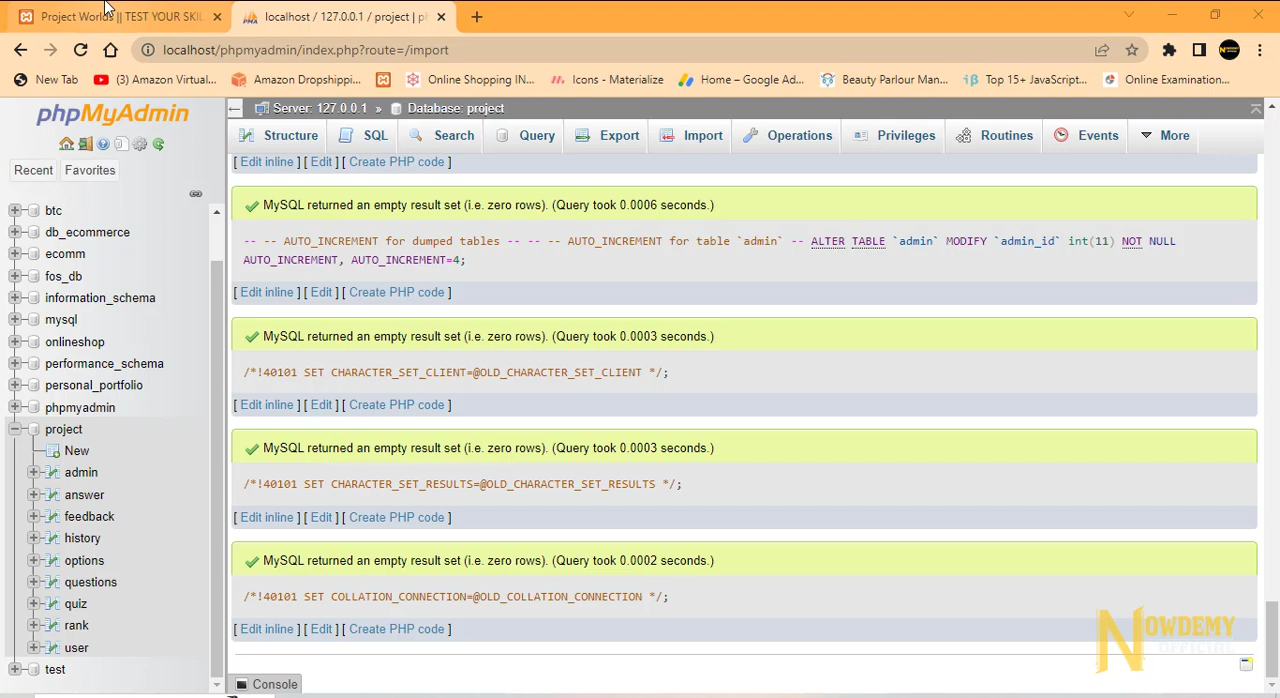 Project Worlds || TEST YOUR SKIL
localhost / 127.0.0.1 / project | p
localhost/phpmyadmin/index.php?route=/import
New Tab
(3) Amazon Virtual...
Amazon Dropshippi...
Online Shopping IN...
Icons - Materialize
Home – Google Ad...
Beauty Parlour Man...
Top 15+ JavaScript...
Online Examination...
phpMyAdmin
Recent
Favorites
btc
db_ecommerce
ecomm
fos_db
information_schema
mysql
onlineshop
performance_schema
personal_portfolio
phpmyadmin
project
New
admin
answer
feedback
history
options
questions
quiz
rank
user
test
Server: 127.0.0.1 » Database: project
Structure
SQL
Search
Query
Export
Import
Operations
Privileges
Routines
Events
More
[ Edit inline ] [ Edit ] [ Create PHP code ]
MySQL returned an empty result set (i.e. zero rows). (Query took 0.0006 seconds.)
-- -- AUTO_INCREMENT for dumped tables -- -- -- AUTO_INCREMENT for table `admin` -- ALTER TABLE `admin` MODIFY `admin_id` int(11) NOT NULL
AUTO_INCREMENT, AUTO_INCREMENT=4;
[ Edit inline ] [ Edit ] [ Create PHP code ]
MySQL returned an empty result set (i.e. zero rows). (Query took 0.0003 seconds.)
/*!40101 SET CHARACTER_SET_CLIENT=@OLD_CHARACTER_SET_CLIENT */;
[ Edit inline ] [ Edit ] [ Create PHP code ]
MySQL returned an empty result set (i.e. zero rows). (Query took 0.0003 seconds.)
/*!40101 SET CHARACTER_SET_RESULTS=@OLD_CHARACTER_SET_RESULTS */;
[ Edit inline ] [ Edit ] [ Create PHP code ]
MySQL returned an empty result set (i.e. zero rows). (Query took 0.0002 seconds.)
/*!40101 SET COLLATION_CONNECTION=@OLD_COLLATION_CONNECTION */;
[ Edit inline ] [ Edit ] [ Create PHP code ]
NOWDEMY
OFFICIAL
Console